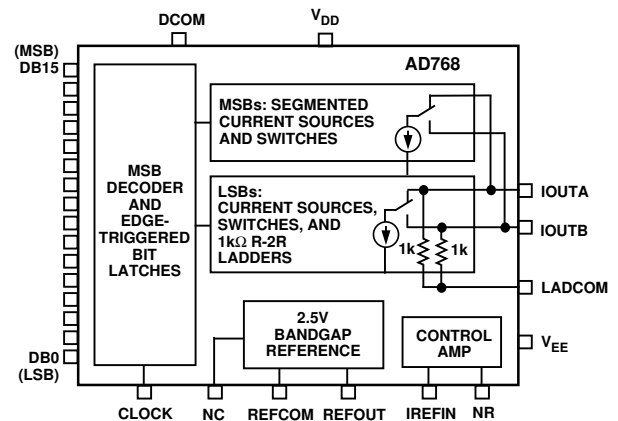 DCOM
V_DD
(MSB)
DB15
AD768
MSBs: SEGMENTED
CURRENT SOURCES
AND SWITCHES
MSB
DECODER
AND
EDGE-
TRIGGERED
BIT
LATCHES
LSBs:
CURRENT SOURCES,
SWITCHES, AND
1kΩ R-2R
LADDERS
1k
1k
IOUTA
IOUTB
LADCOM
2.5V
BANDGAP
REFERENCE
CONTROL
AMP
V_EE
DB0
(LSB)
CLOCK
NC
REFCOM
REFOUT
IREFIN
NR